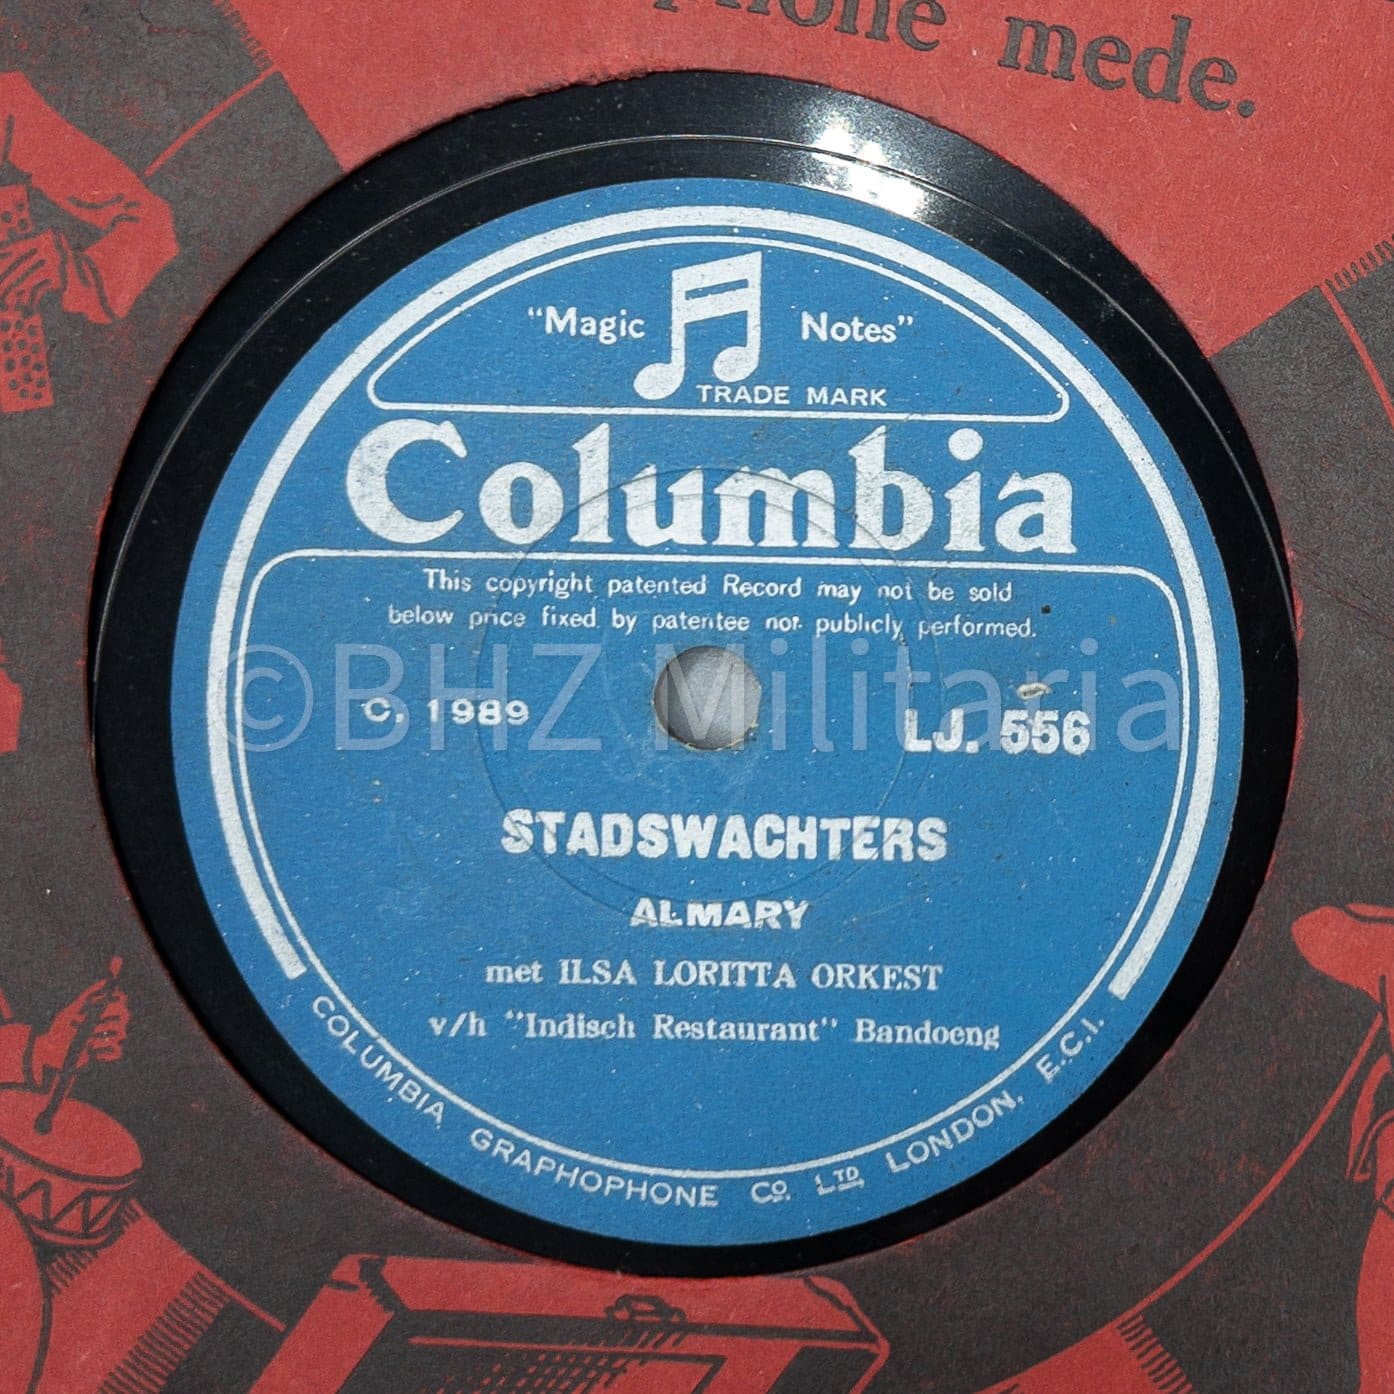 mede.
"Magic Notes"
TRADE MARK
Columbia
This copyright patented Record may not be sold
below price fixed by patentee nor publicly performed.
©BHZ Militaria
C. 1989
LJ. 556
STADSWACHTERS
ALMARY
met ILSA LORITTA ORKEST
v/h "Indisch Restaurant" Bandoeng
COLUMBIA GRAPHOPHONE CO. LTD LONDON. E.C.1.